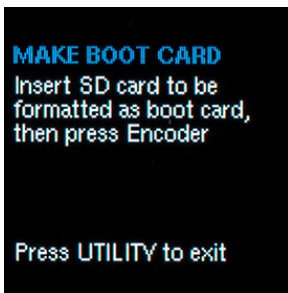 MAKE BOOT CARD
Insert SD card to be
formatted as boot card,
then press Encoder
Press UTILITY to exit